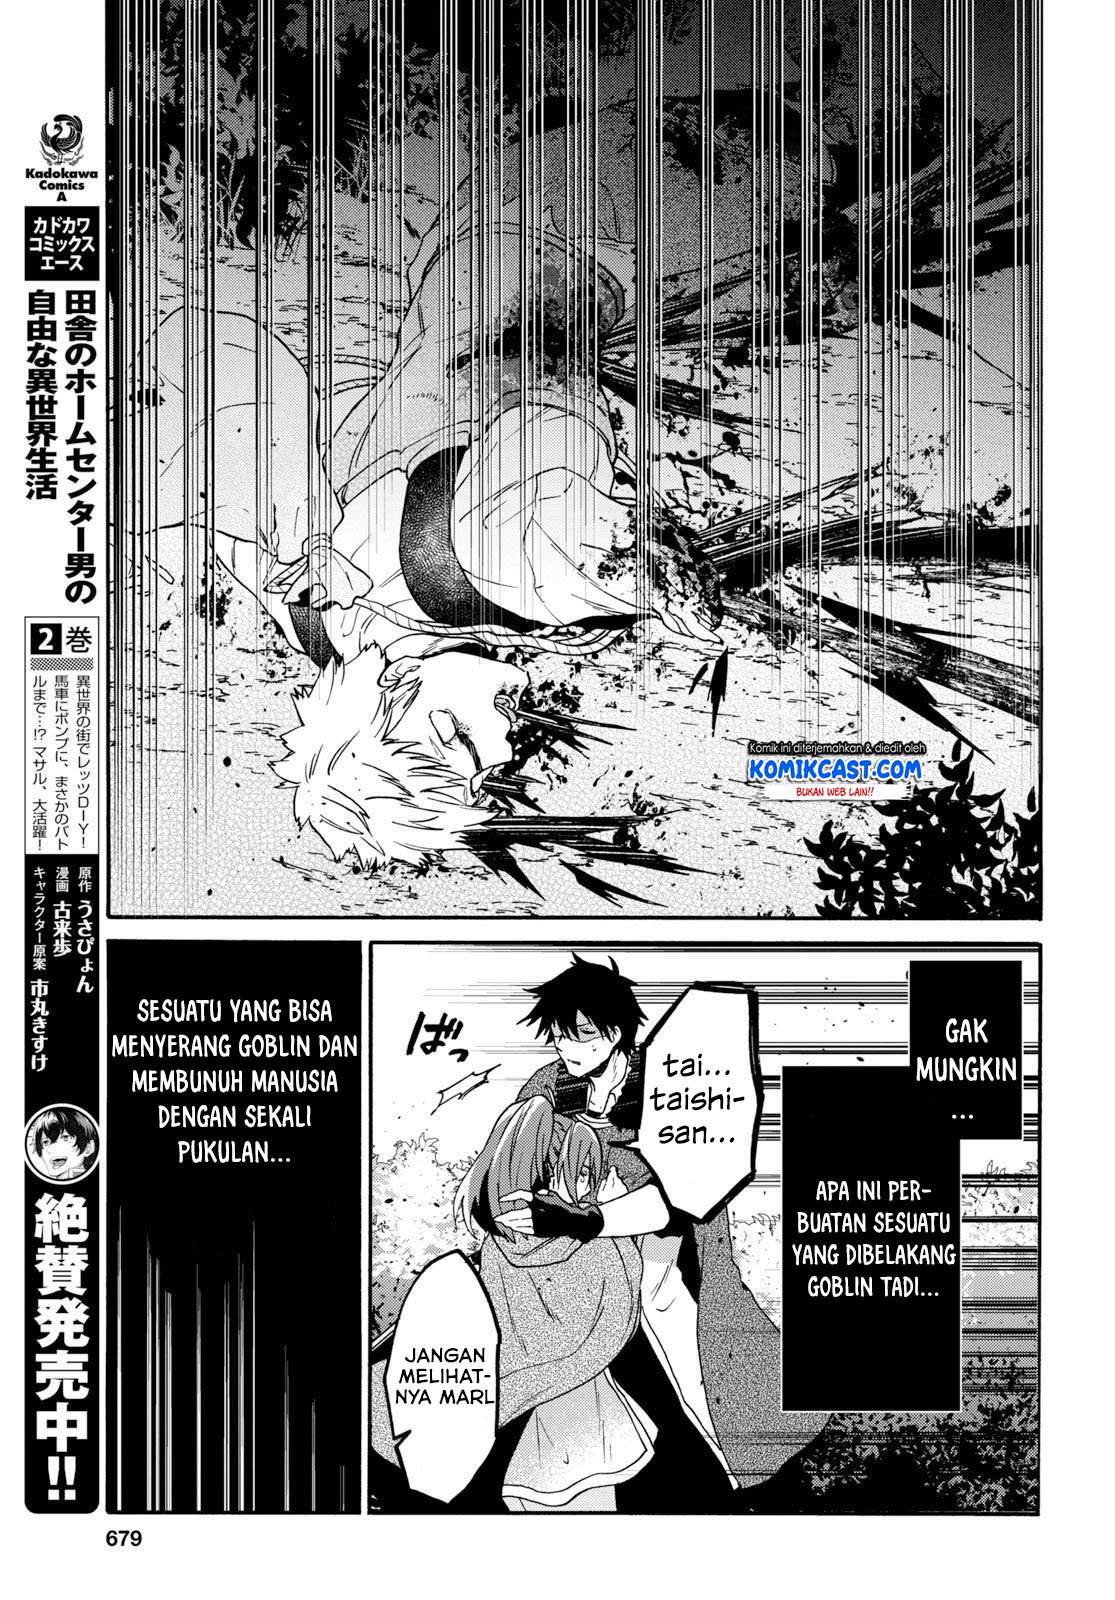 Komik ini diterjemahkan & diedit oleh
KOMIKCAST.COM
BUKAN WEB LAIN!!
GAK
MUNGKIN
...
APA INI PER-
BUATAN SESUATU
YANG DIBELAKANG
GOBLIN TADI...
tai...
taishi-
san...
ばっ
JANGAN
MELIHAT-
NYA MARL
SESUATU YANG BISA
MENYERANG GOBLIN DAN
MEMBUNUH MANUSIA
DENGAN SEKALI
PUKULAN...
Kadokawa
Comics
A
カドカワ
コミックス
エース
田舎のホームセンター男の
自由な異世界生活
2巻
異世界の街でレッツDIY!
馬車にポンプに、まさかのバト
ルまで…!? マサル、大活躍!
原作 うさぴょん
漫画 古来歩
キャラクター原案 市丸きすけ
絶賛発売中!!
679